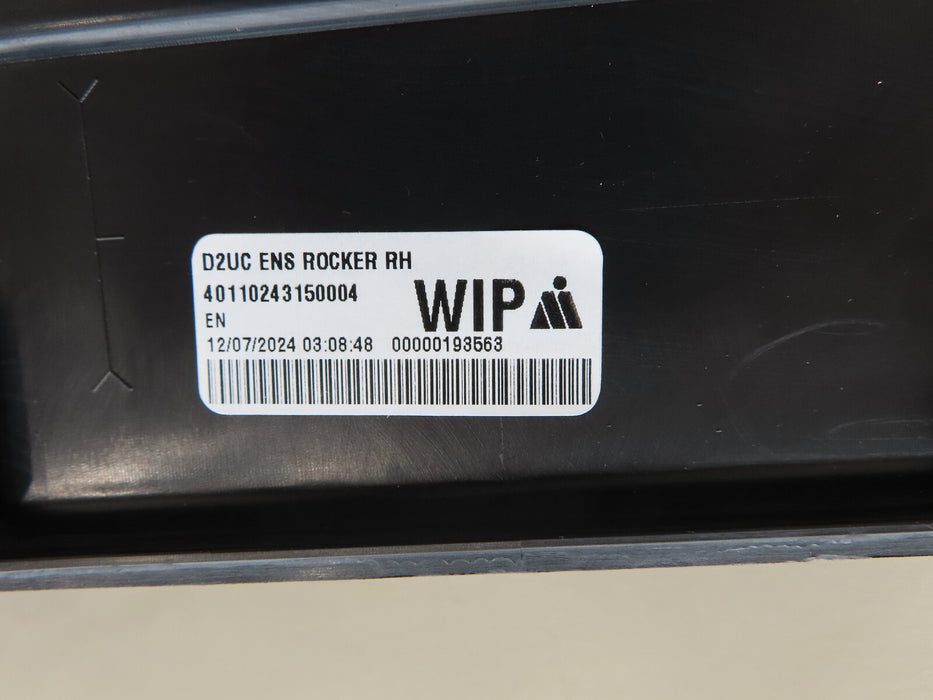 D2UC ENS ROCKER RH
40110243150004
WIP
EN
12/07/2024 03:08:48 00000193563